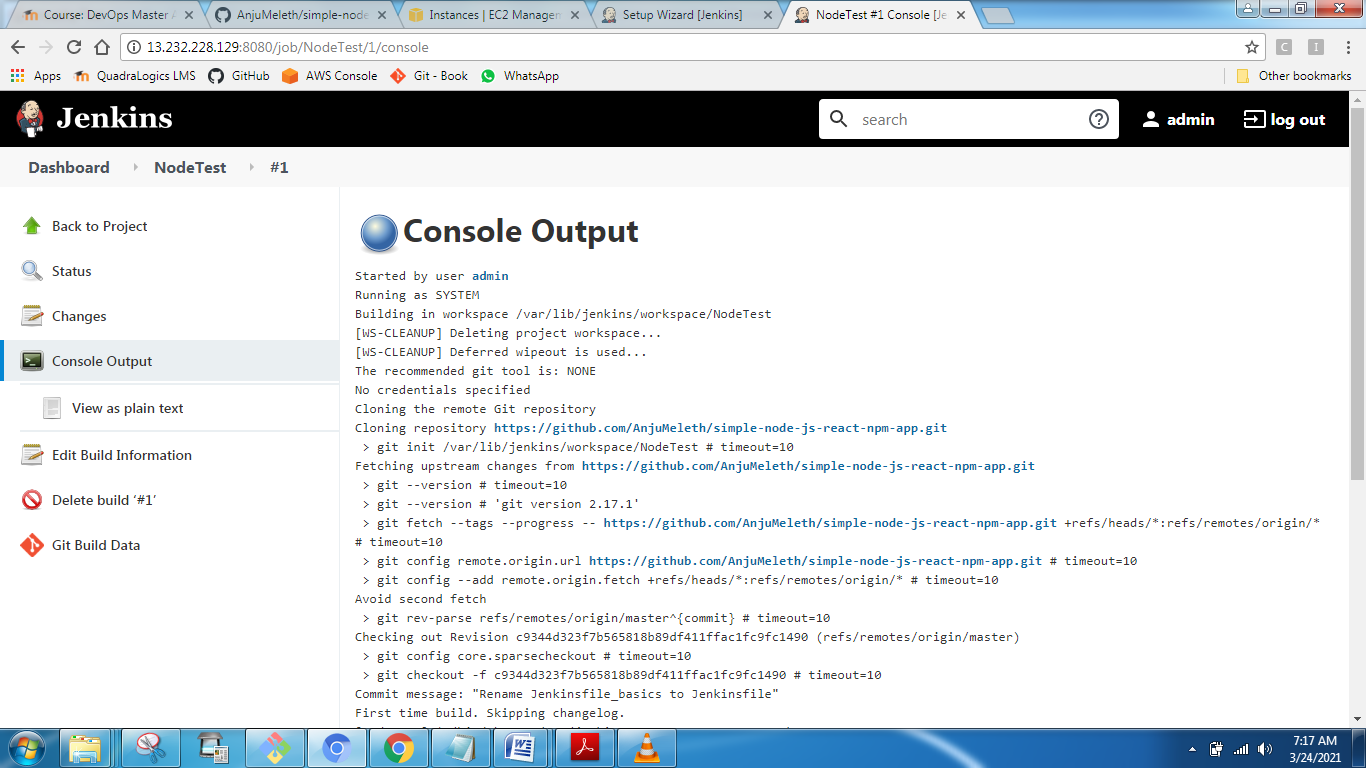 Course: DevOps Master A
AnjuMeleth/simple-node
Instances | EC2 Managem
Setup Wizard [Jenkins]
NodeTest #1 Console [Je
13.232.228.129:8080/job/NodeTest/1/console
Apps QuadraLogics LMS GitHub AWS Console Git - Book WhatsApp Other bookmarks
Jenkins
search
admin
log out
Dashboard NodeTest #1
Back to Project
Status
Changes
Console Output
View as plain text
Edit Build Information
Delete build ‘#1’
Git Build Data
Console Output
Started by user admin
Running as SYSTEM
Building in workspace /var/lib/jenkins/workspace/NodeTest
[WS-CLEANUP] Deleting project workspace...
[WS-CLEANUP] Deferred wipeout is used...
The recommended git tool is: NONE
No credentials specified
Cloning the remote Git repository
Cloning repository https://github.com/AnjuMeleth/simple-node-js-react-npm-app.git
> git init /var/lib/jenkins/workspace/NodeTest # timeout=10
Fetching upstream changes from https://github.com/AnjuMeleth/simple-node-js-react-npm-app.git
> git --version # timeout=10
> git --version # 'git version 2.17.1'
> git fetch --tags --progress -- https://github.com/AnjuMeleth/simple-node-js-react-npm-app.git +refs/heads/*:refs/remotes/origin/*
# timeout=10
> git config remote.origin.url https://github.com/AnjuMeleth/simple-node-js-react-npm-app.git # timeout=10
> git config --add remote.origin.fetch +refs/heads/*:refs/remotes/origin/* # timeout=10
Avoid second fetch
> git rev-parse refs/remotes/origin/master^{commit} # timeout=10
Checking out Revision c9344d323f7b565818b89df411ffac1fc9fc1490 (refs/remotes/origin/master)
> git config core.sparsecheckout # timeout=10
> git checkout -f c9344d323f7b565818b89df411ffac1fc9fc1490 # timeout=10
Commit message: "Rename Jenkinsfile_basics to Jenkinsfile"
First time build. Skipping changelog.
7:17 AM
3/24/2021